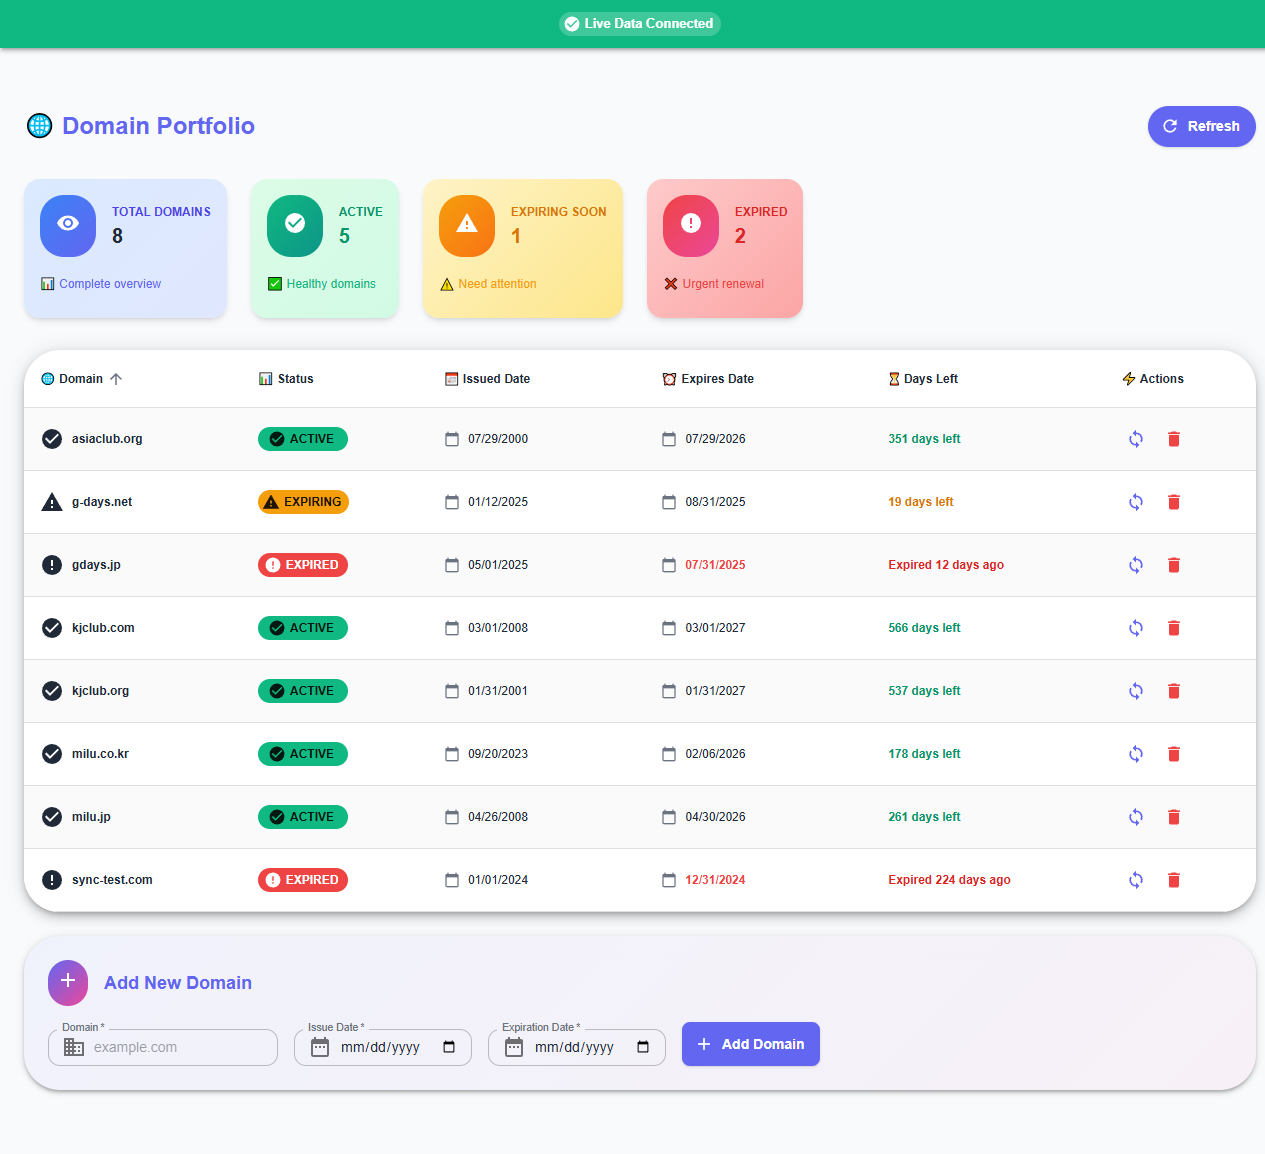 Live Data Connected
Domain Portfolio
Refresh
TOTAL DOMAINS
8
Complete overview
ACTIVE
5
Healthy domains
EXPIRING SOON
1
Need attention
EXPIRED
2
Urgent renewal
Domain Status Issued Date Expires Date Days Left Actions
asiaclub.org ACTIVE 07/29/2000 07/29/2026 351 days left
g-days.net EXPIRING 01/12/2025 08/31/2025 19 days left
gdays.jp EXPIRED 05/01/2025 07/31/2025 Expired 12 days ago
kjclub.com ACTIVE 03/01/2008 03/01/2027 566 days left
kjclub.org ACTIVE 01/31/2001 01/31/2027 537 days left
milu.co.kr ACTIVE 09/20/2023 02/06/2026 178 days left
milu.jp ACTIVE 04/26/2008 04/30/2026 261 days left
sync-test.com EXPIRED 01/01/2024 12/31/2024 Expired 224 days ago
Add New Domain
Domain * Issue Date * Expiration Date *
example.com mm/dd/yyyy mm/dd/yyyy Add Domain